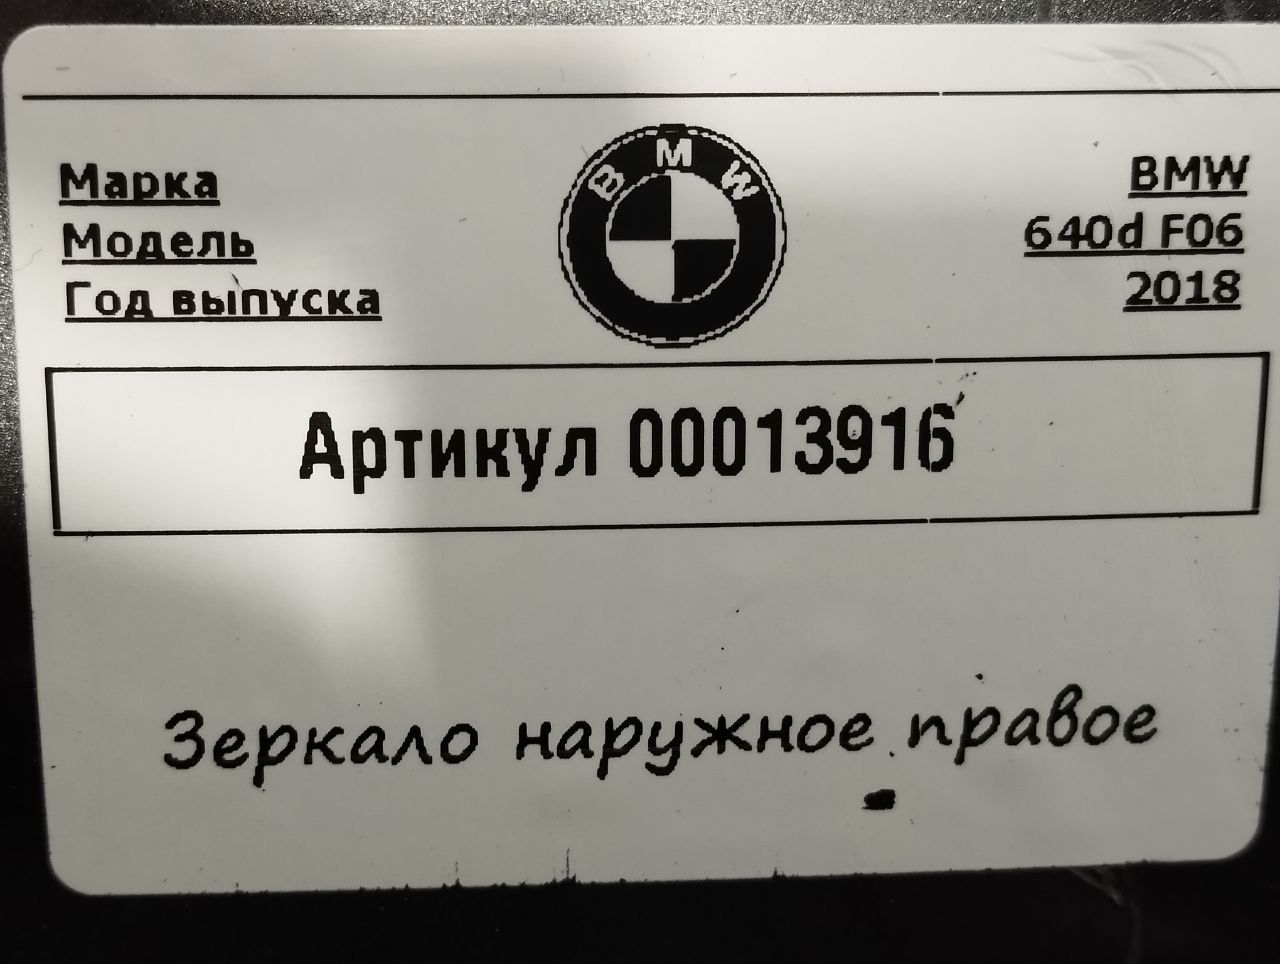 BMW
Марка BMW
Модель 640d F06
Год выпуска 2018
Артикул 00013916
Зеркало наружное правое